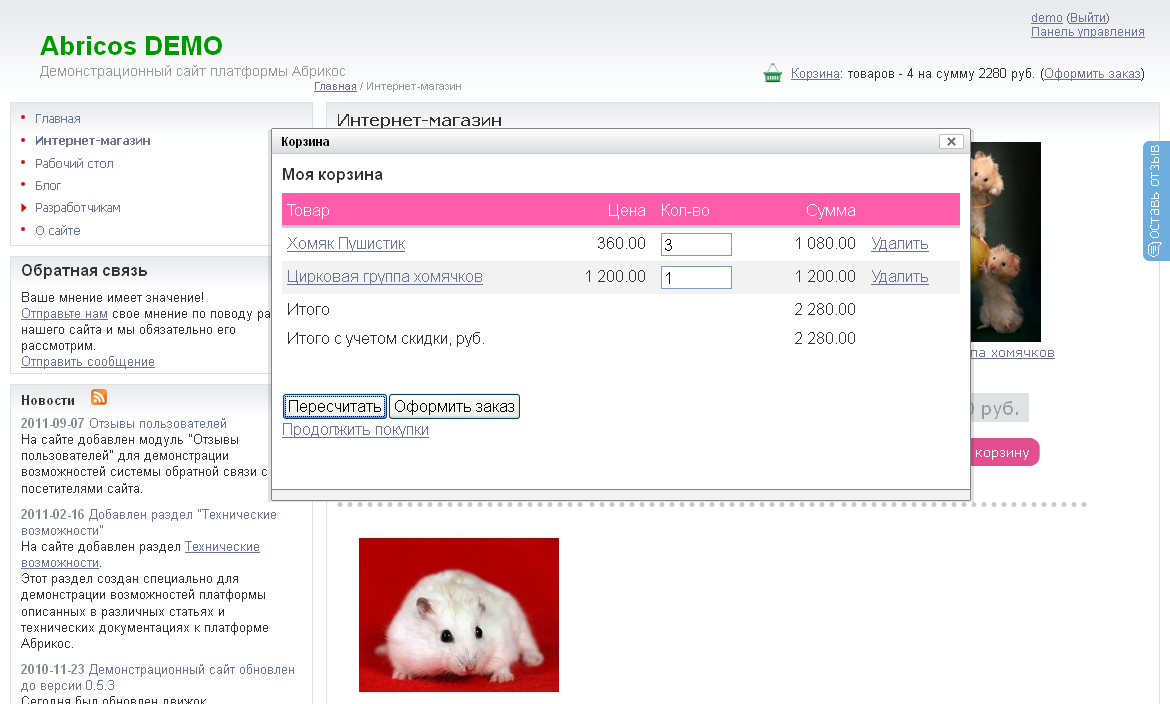 demo (Выйти)
Панель управления
Abricos DEMO
Демонстрационный сайт платформы Абрикос
Корзина: товаров - 4 на сумму 2280 руб. (Оформить заказ)
Главная / Интернет-магазин
Главная
Интернет-магазин
Рабочий стол
Блог
Разработчикам
О сайте
Обратная связь
Ваше мнение имеет значение!
Отправьте нам свое мнение по поводу ра
нашего сайта и мы обязательно его
рассмотрим.
Отправить сообщение
Новости
2011-09-07 Отзывы пользователей
На сайте добавлен модуль "Отзывы
пользователей" для демонстрации
возможностей системы обратной связи с
посетителями сайта.
2011-02-16 Добавлен раздел "Технические
возможности"
На сайте добавлен раздел Технические
возможности.
Этот раздел создан специально для
демонстрации возможностей платформы
описанных в различных статьях и
технических документациях к платформе
Абрикос.
2010-11-23 Демонстрационный сайт обновлен
до версии 0.5.3
Сегодня был обновлен движок
Интернет-магазин
Корзина
Моя корзина
Товар Цена Кол-во Сумма
Хомяк Пушистик 360.00 3 1 080.00 Удалить
Цирковая группа хомячков 1 200.00 1 1 200.00 Удалить
Итого 2 280.00
Итого с учетом скидки, руб. 2 280.00
Пересчитать Оформить заказ
Продолжить покупки
па хомячков
0 руб.
корзину
Оставь отзыв